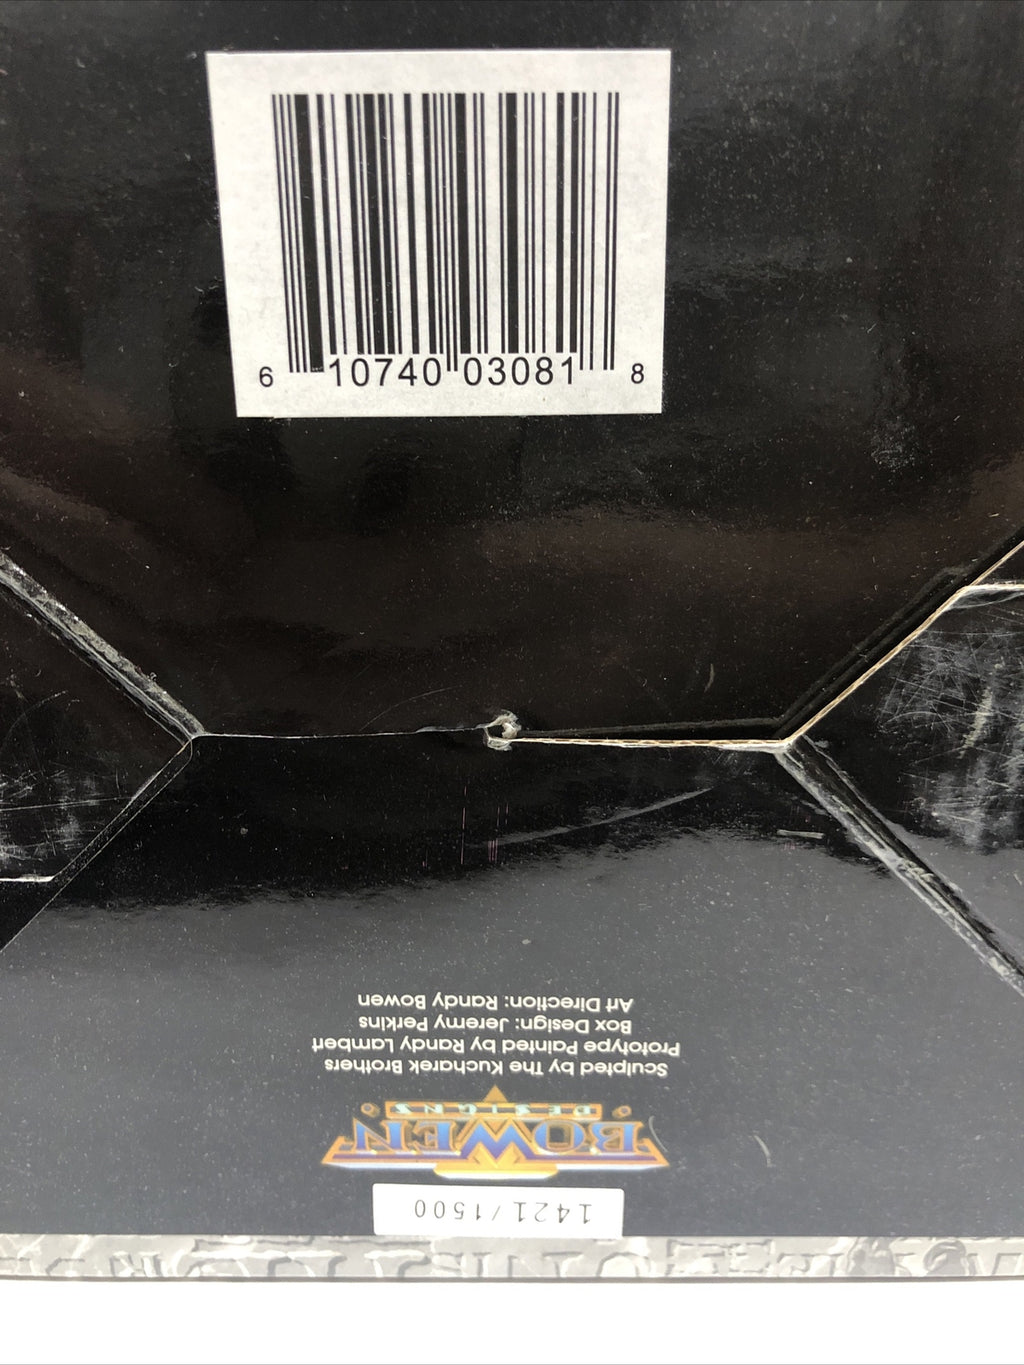 6 10740 03081 8
1421/1500
BOWEN
DESIGNS
Sculpted by The Kucharek Brothers
Prototype Painted by Randy Lambert
Box Design: Jeremy Perkins
Art Direction: Randy Bowen